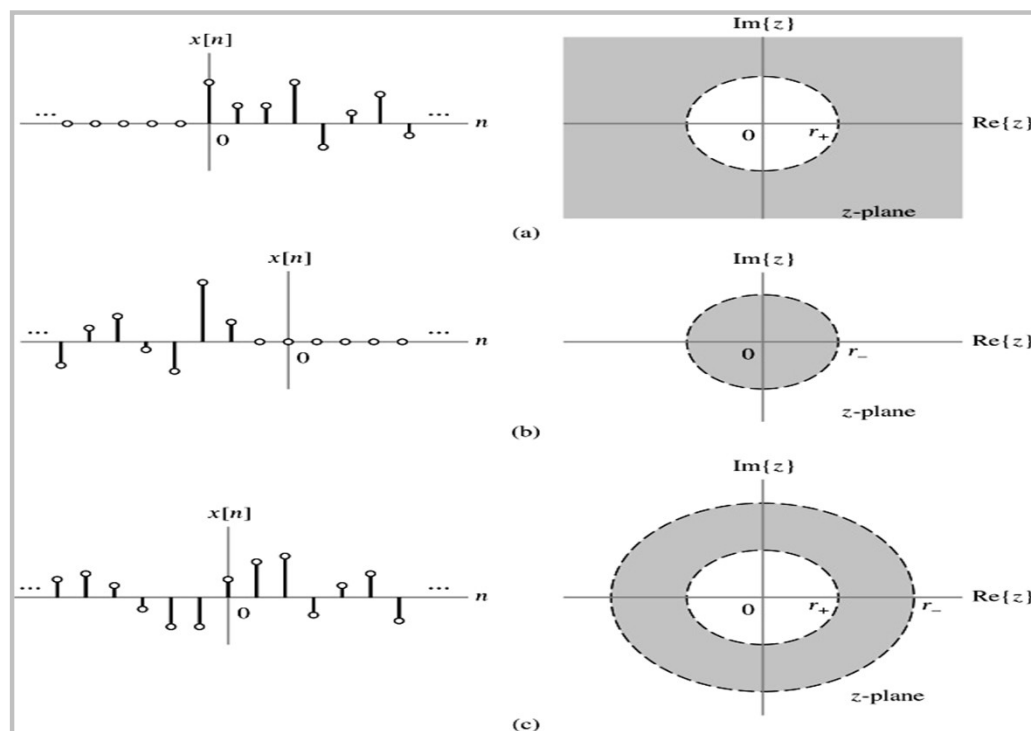 x[n]
Im{z}
...
...
n
0
0
r+
Re{z}
z-plane
(a)
x[n]
Im{z}
...
...
n
0
0
r−
Re{z}
z-plane
(b)
Im{z}
x[n]
...
...
n
0
0
r+
r−
Re{z}
z-plane
(c)